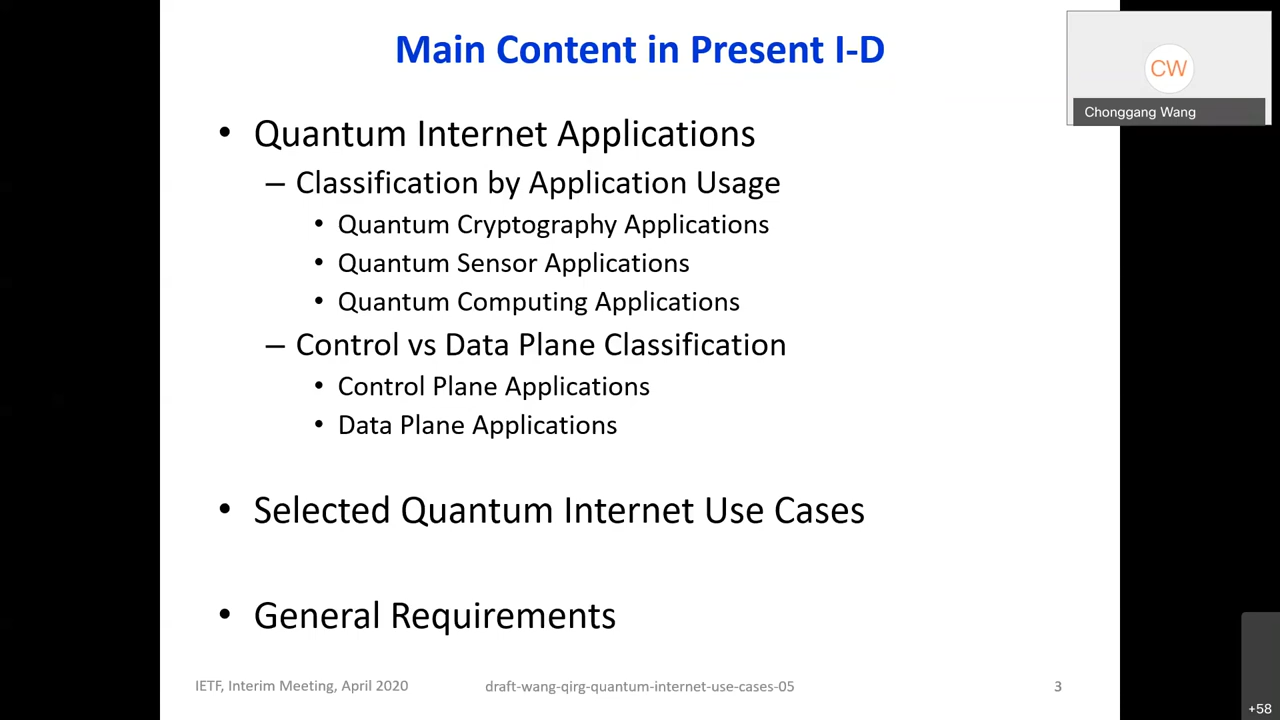 Main Content in Present I-D
CW
Chonggang Wang
• Quantum Internet Applications
– Classification by Application Usage
• Quantum Cryptography Applications
• Quantum Sensor Applications
• Quantum Computing Applications
– Control vs Data Plane Classification
• Control Plane Applications
• Data Plane Applications
• Selected Quantum Internet Use Cases
• General Requirements
IETF, Interim Meeting, April 2020
draft-wang-qirg-quantum-internet-use-cases-05
3
+58